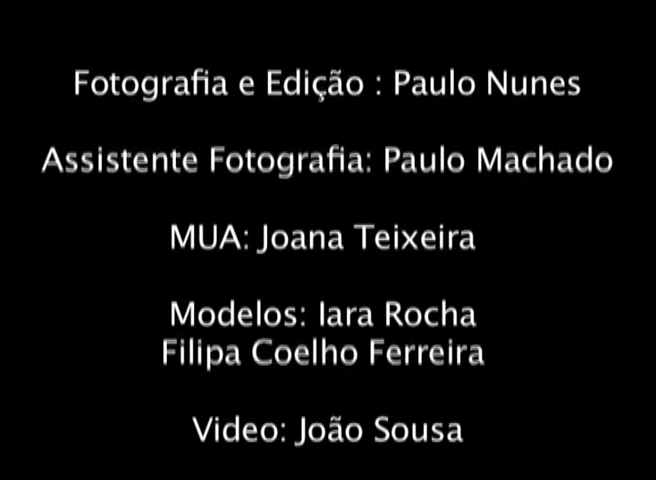 Fotografia e Edição : Paulo Nunes
Assistente Fotografia: Paulo Machado
MUA: Joana Teixeira
Modelos: Iara Rocha
Filipa Coelho Ferreira
Video: João Sousa